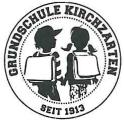 GRUNDSCHULE KIRCHZARTEN
SEIT 1913